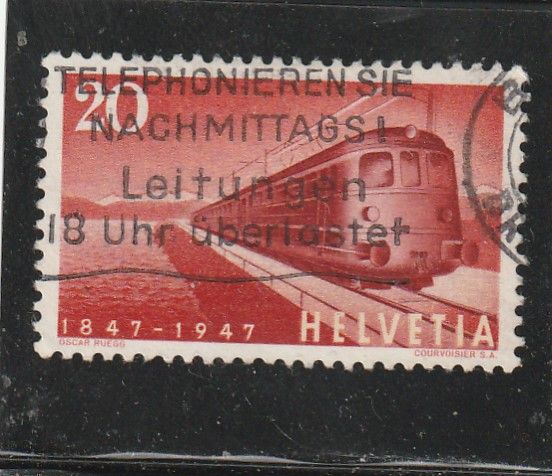 TELEPHONIEREN SIE
20
NACHMITTAGS!
Leitungen
18 Uhr überlastet
1847-1947 HELVETIA
OSCAR RUEGG COURVOISIER S.A.